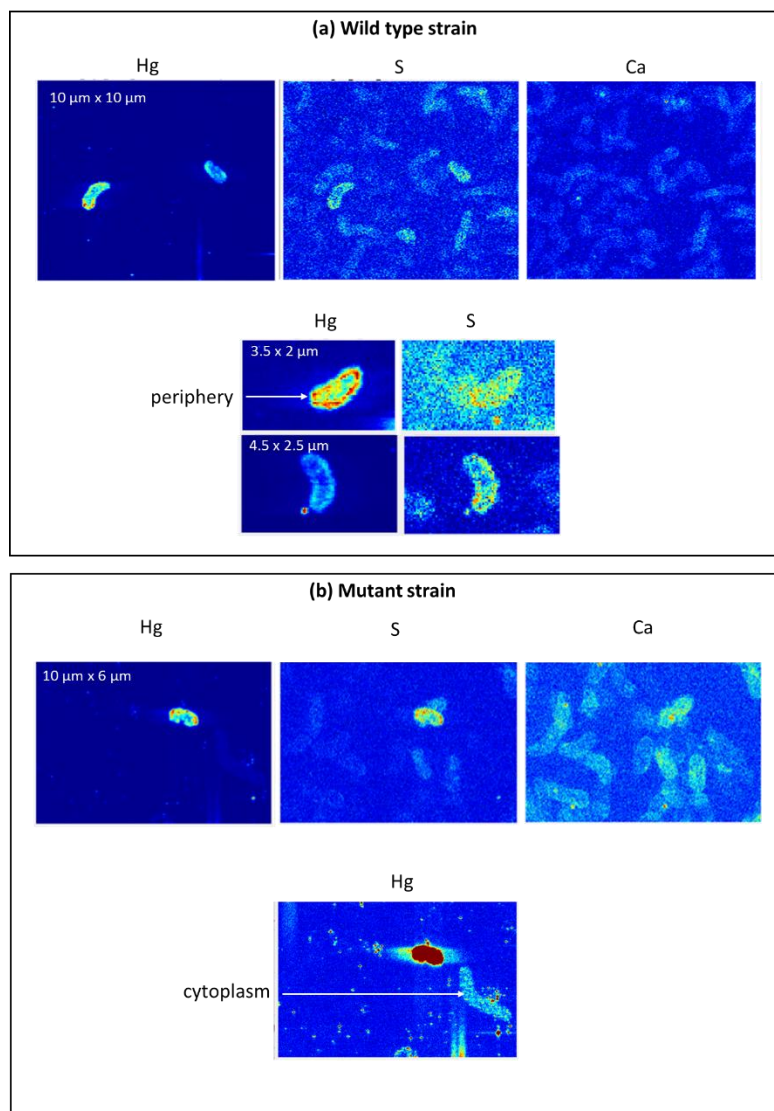 (a) Wild type strain
Hg S Ca
10 µm x 10 µm
Hg S
3.5 x 2 µm
periphery
4.5 x 2.5 µm
(b) Mutant strain
Hg S Ca
10 µm x 6 µm
Hg
cytoplasm